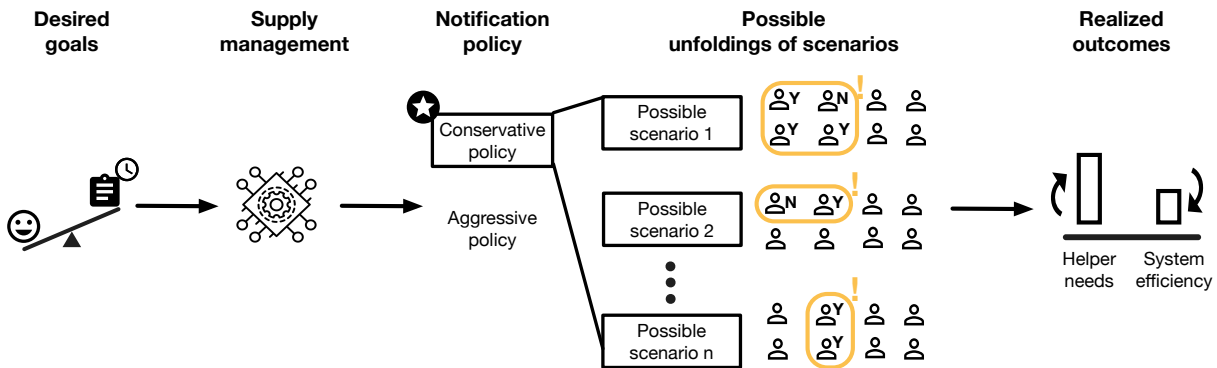 Desired
goals
Supply
management
Notification
policy
Possible
unfoldings of scenarios
Realized
outcomes
Conservative
policy
Aggressive
policy
Possible
scenario 1
Y N
Y Y
!
Possible
scenario 2
N Y
!
Possible
scenario n
Y
Y
!
Helper
needs
System
efficiency